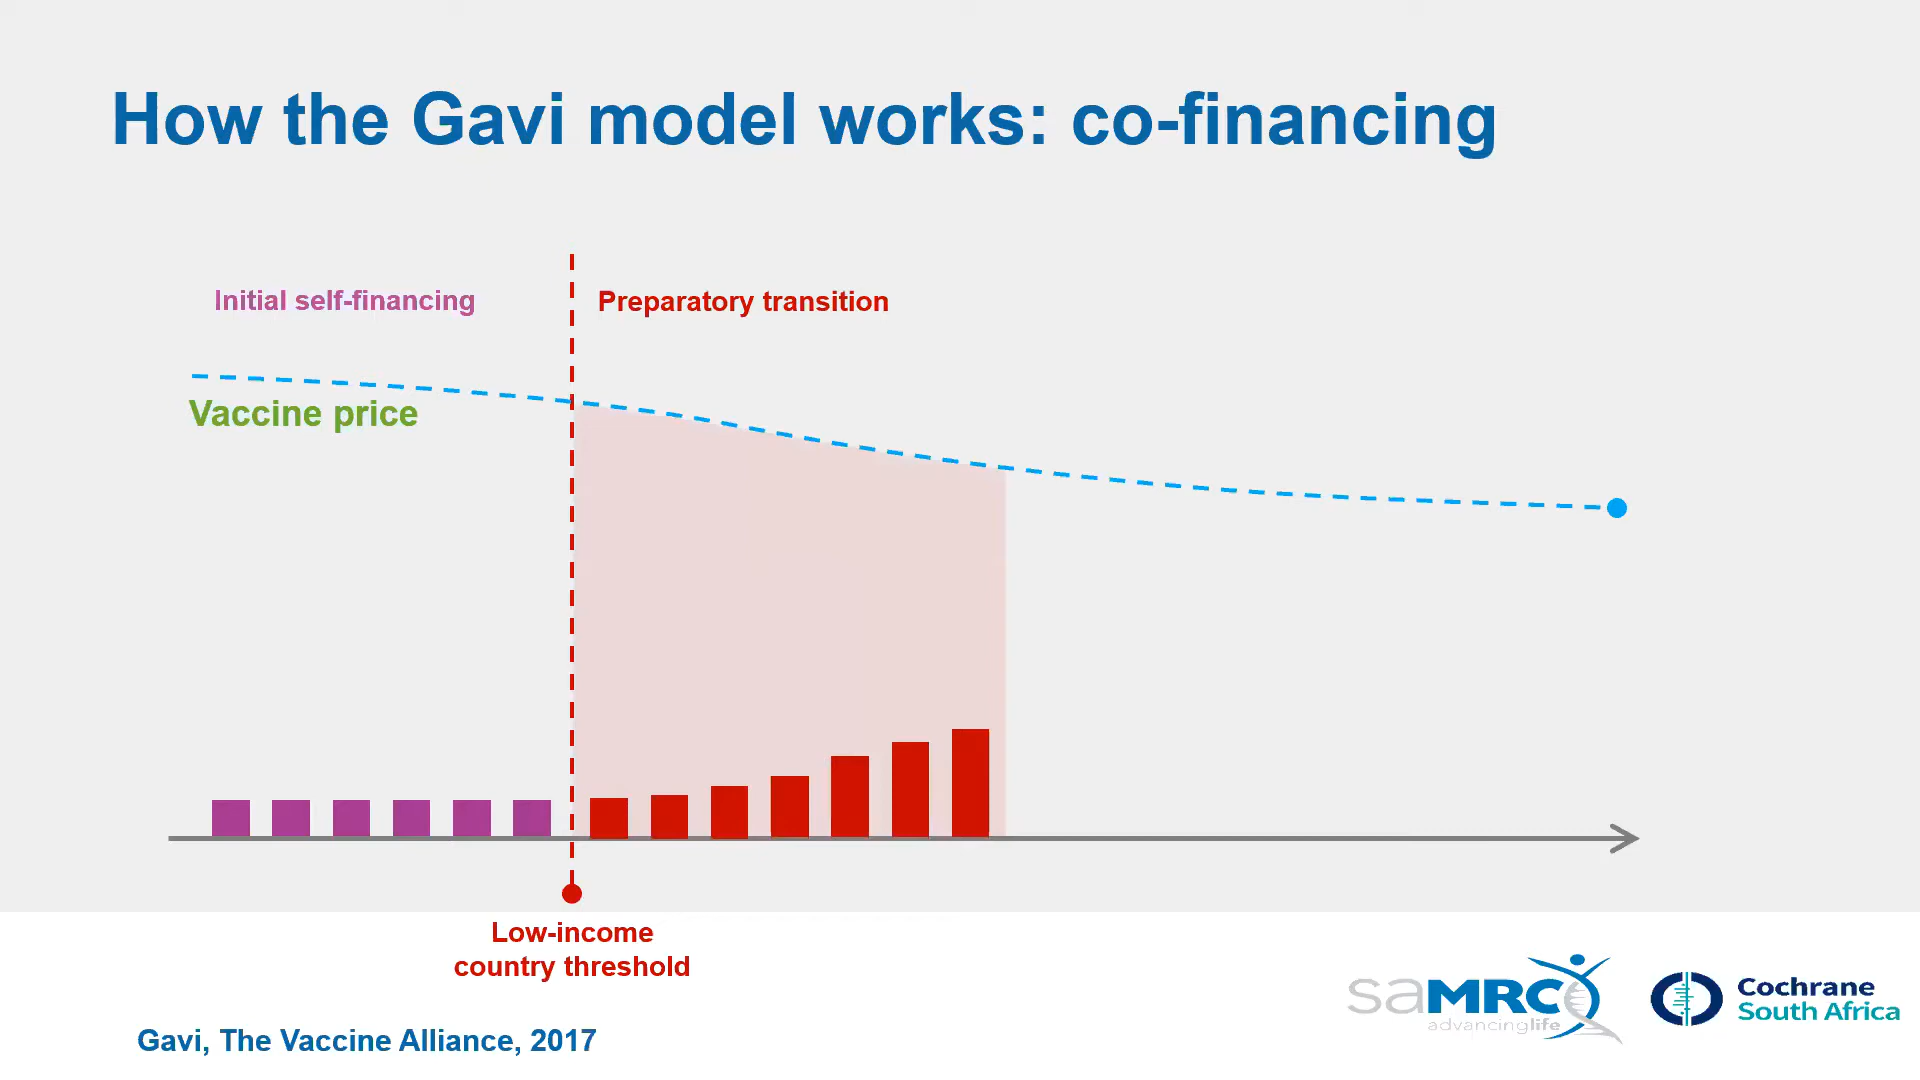 How the Gavi model works: co-financing
Initial self-financing
Preparatory transition
Vaccine price
Low-income
country threshold
Gavi, The Vaccine Alliance, 2017
saMRC
advancinglife
Cochrane
South Africa